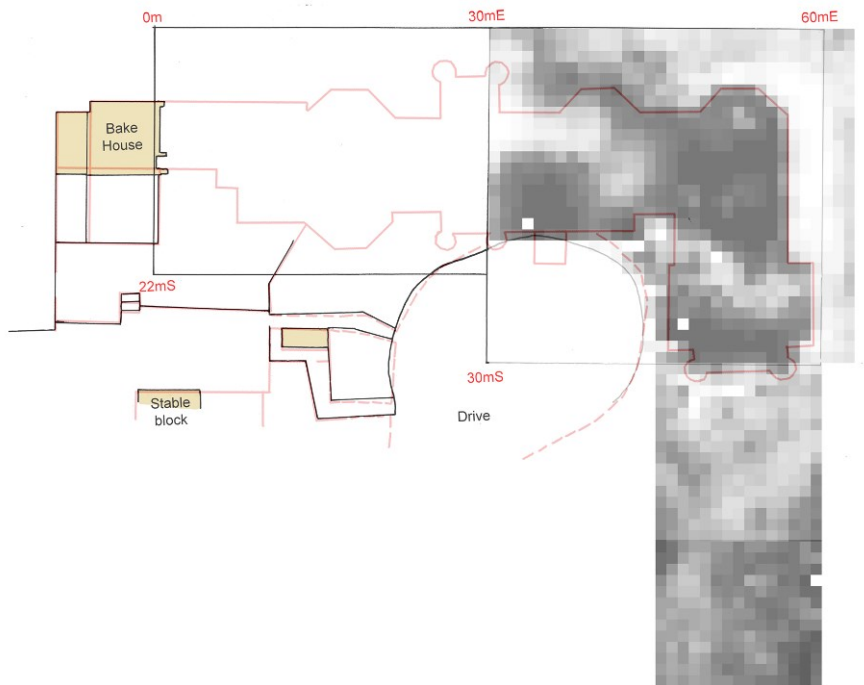 0m
30mE
60mE
Bake
House
22mS
30mS
Stable
block
Drive